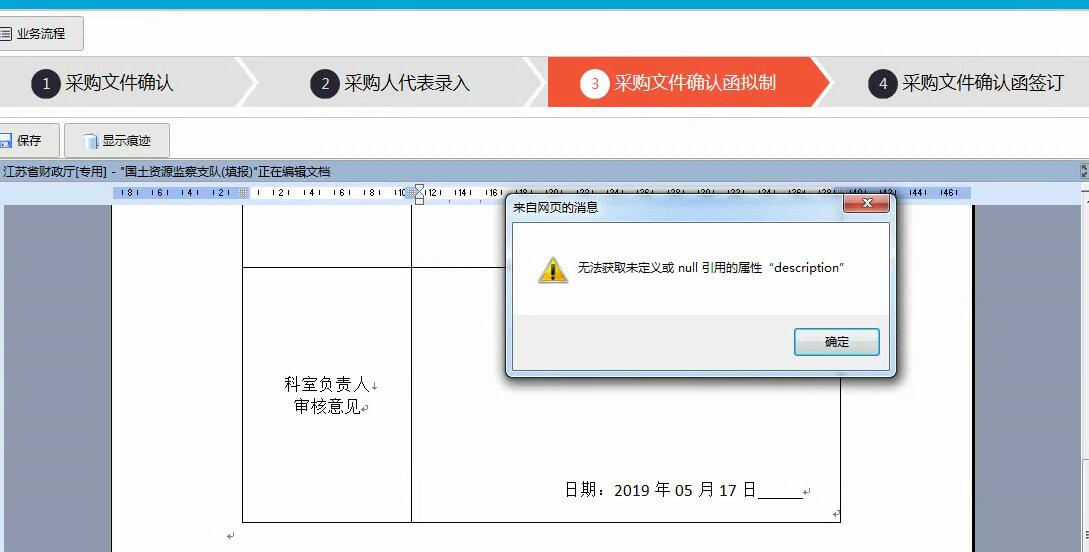 业务流程
1 采购文件确认
2 采购人代表录入
3 采购文件确认函拟制
4 采购文件确认函签订
保存
显示痕迹
江苏省财政厅[专用] - "国土资源监察支队(填报)"正在编辑文档
来自网页的消息
无法获取未定义或 null 引用的属性 "description"
确定
科室负责人
审核意见
日期：2019 年 05 月 17 日